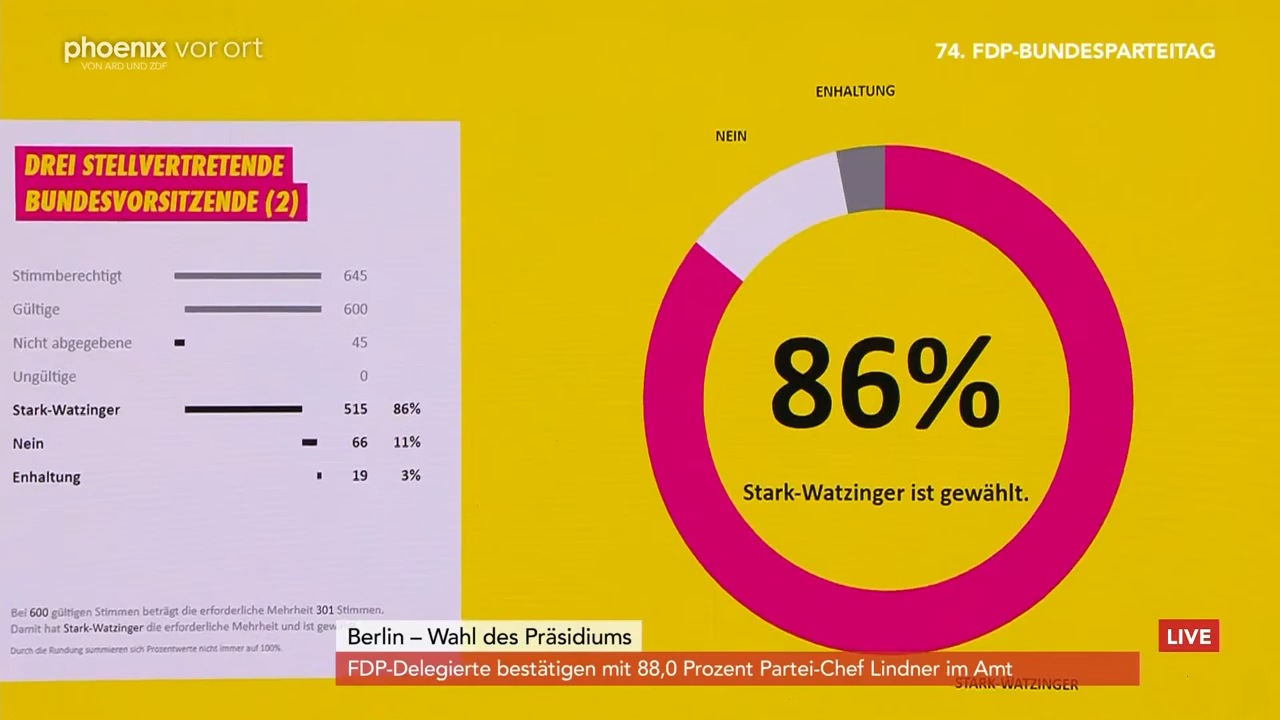 phoenix vor ort
VON ARD UND ZDF
74. FDP-BUNDESPARTEITAG
DREI STELLVERTRETENDE
BUNDESVORSITZENDE (2)
Stimmberechtigt 645
Gültige 600
Nicht abgegebene 45
Ungültige 0
Stark-Watzinger 515 86%
Nein 66 11%
Enhaltung 19 3%
Bei 600 gültigen Stimmen beträgt die erforderliche Mehrheit 301 Stimmen.
Damit hat Stark-Watzinger die erforderliche Mehrheit und ist
Durch die Rundung summieren sich Prozentwerte nicht immer auf 100%.
ENHALTUNG
NEIN
86%
Stark-Watzinger ist gewählt.
STARK-WATZINGER
Berlin – Wahl des Präsidiums
FDP-Delegierte bestätigen mit 88,0 Prozent Partei-Chef Lindner im Amt
LIVE